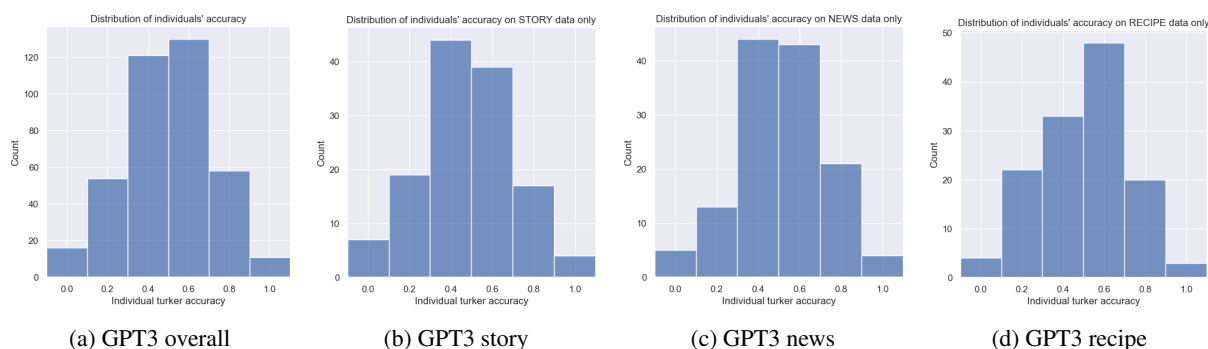 Distribution of individuals' accuracy
Count
120
100
80
60
40
20
0
0.0 0.2 0.4 0.6 0.8 1.0
Individual turker accuracy
(a) GPT3 overall
Distribution of individuals' accuracy on STORY data only
Count
40
30
20
10
0
0.0 0.2 0.4 0.6 0.8 1.0
Individual turker accuracy
(b) GPT3 story
Distribution of individuals' accuracy on NEWS data only
Count
40
30
20
10
0
0.0 0.2 0.4 0.6 0.8 1.0
Individual turker accuracy
(c) GPT3 news
Distribution of individuals' accuracy on RECIPE data only
Count
50
40
30
20
10
0
0.0 0.2 0.4 0.6 0.8 1.0
Individual turker accuracy
(d) GPT3 recipe